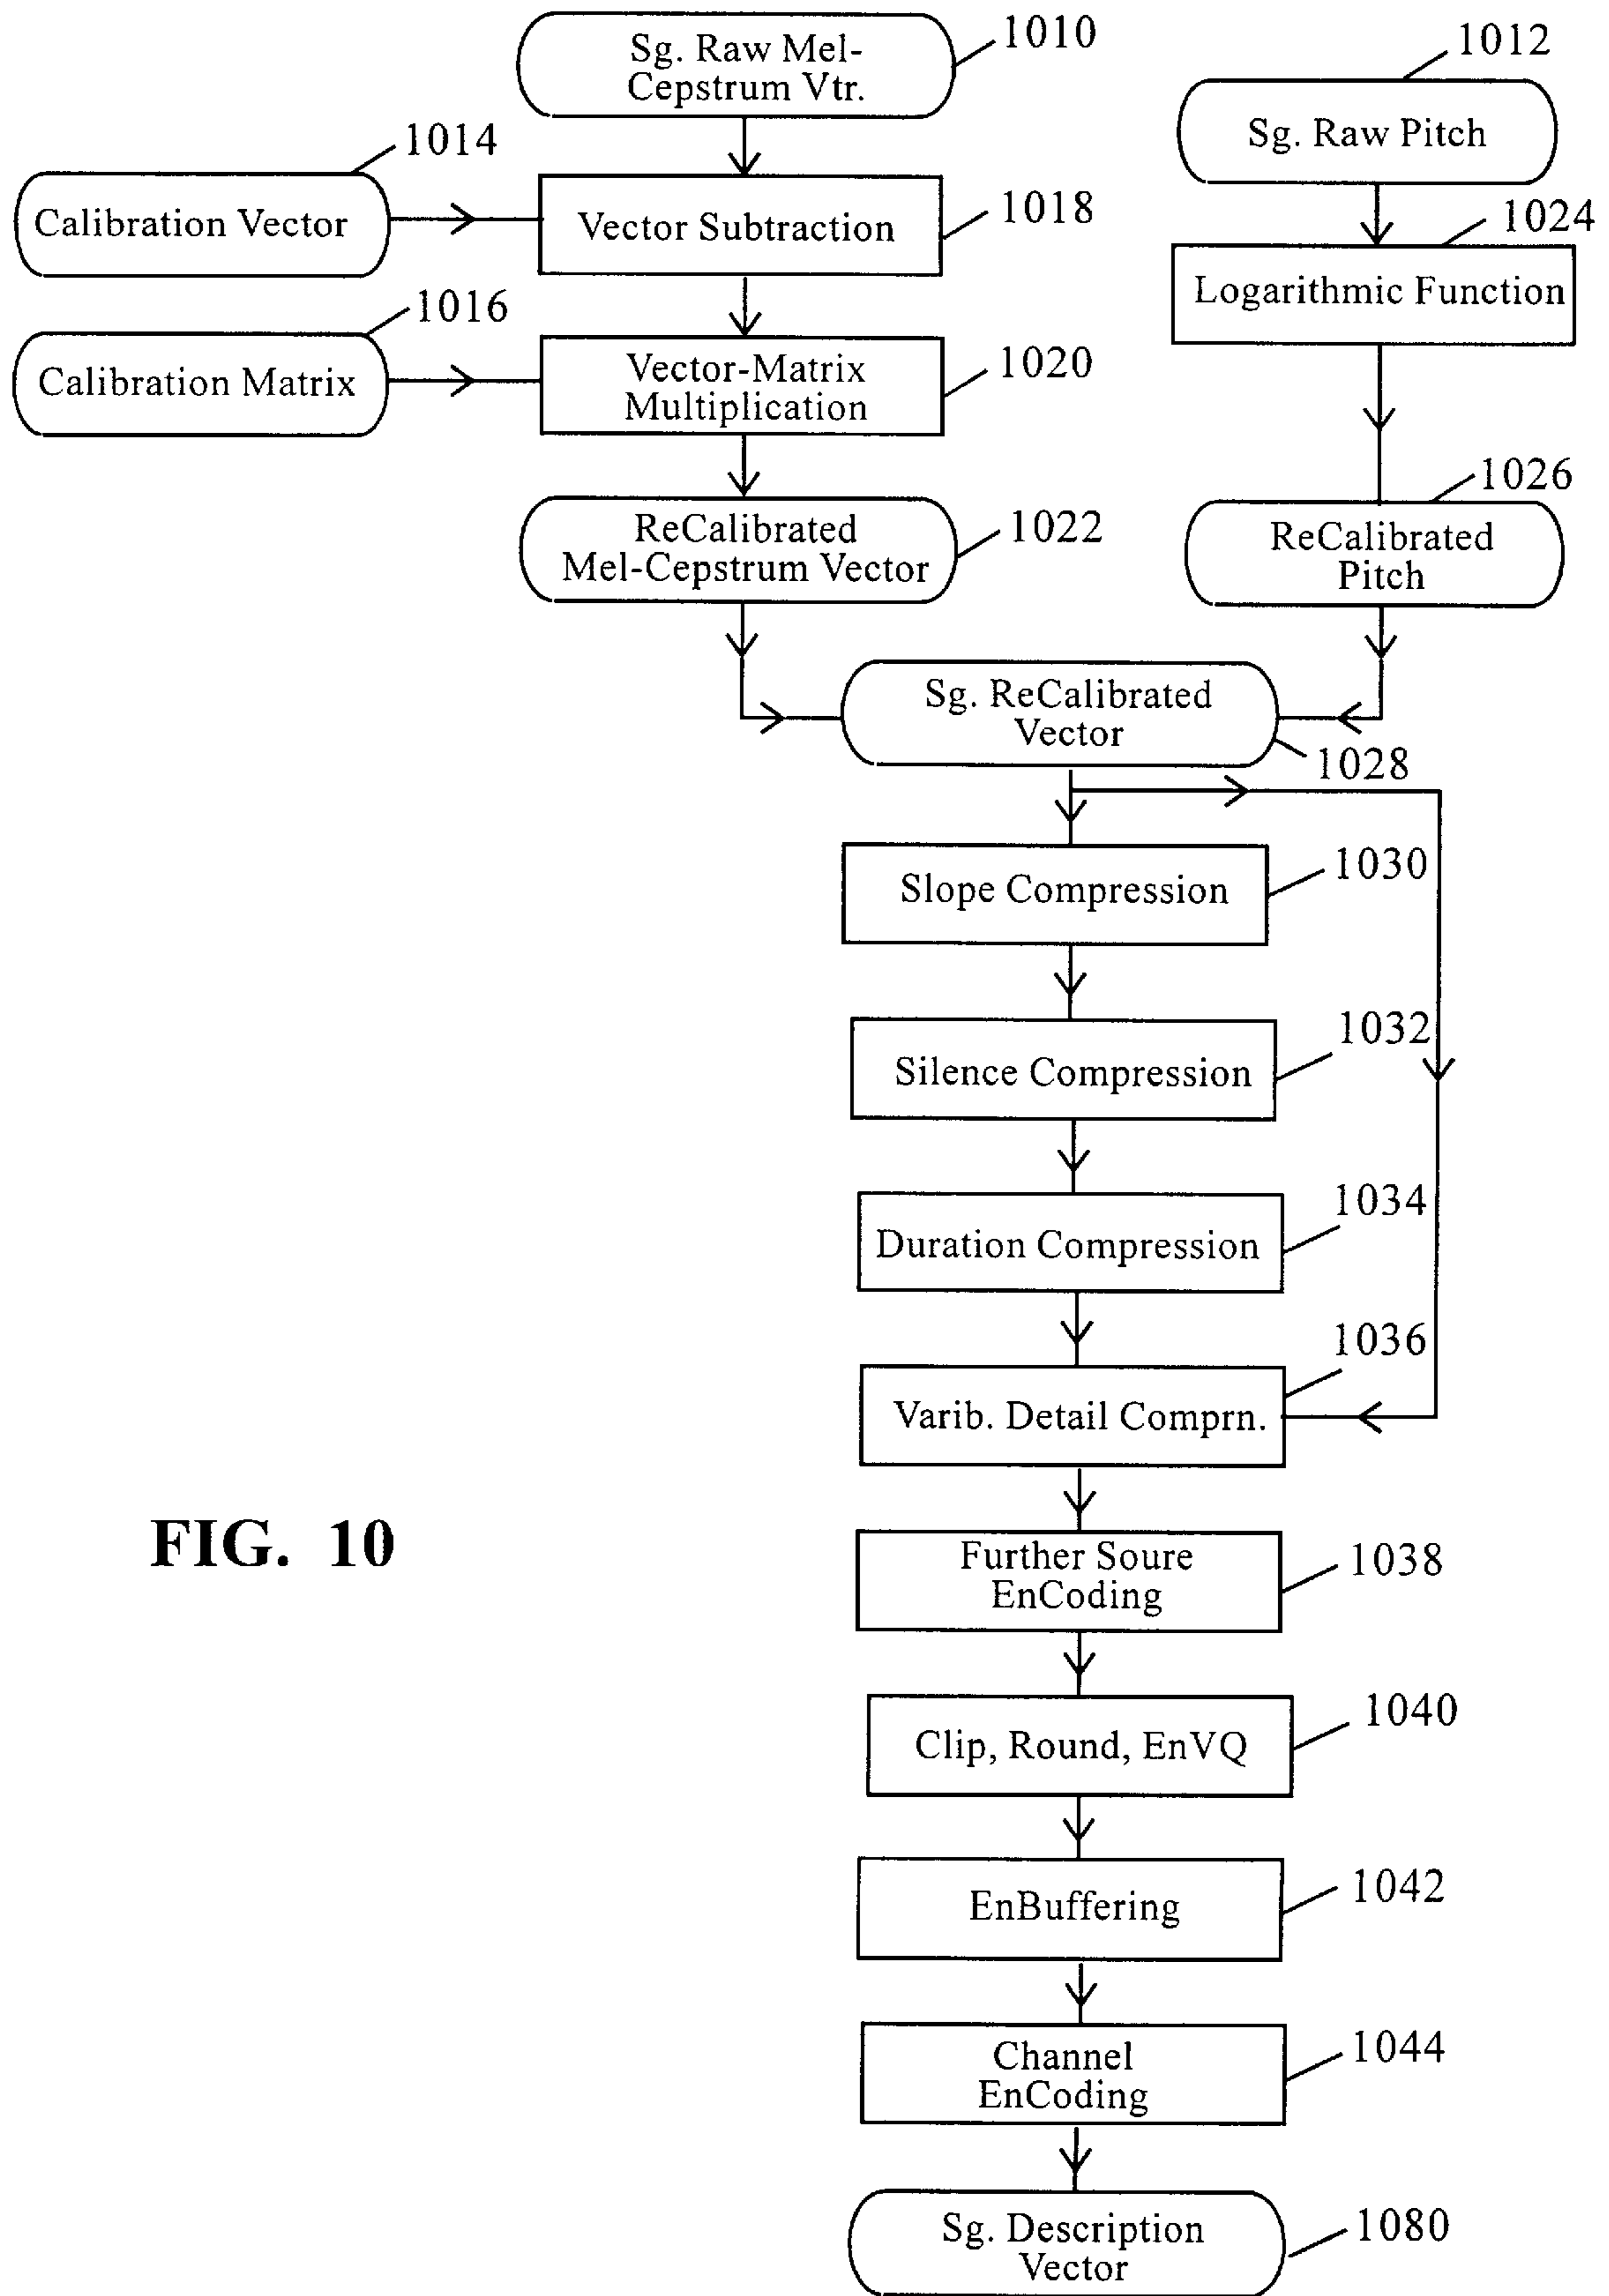 Sg. Raw Mel-
Cepstrum Vtr.
1010
1012
Sg. Raw Pitch
1014
Calibration Vector
Vector Subtraction
1018
1024
Logarithmic Function
1016
Calibration Matrix
Vector-Matrix
Multiplication
1020
ReCalibrated
Mel-Cepstrum Vector
1022
1026
ReCalibrated
Pitch
Sg. ReCalibrated
Vector
1028
Slope Compression
1030
Silence Compression
1032
Duration Compression
1034
Varib. Detail Comprn.
1036
FIG. 10
Further Soure
EnCoding
1038
Clip, Round, EnVQ
1040
EnBuffering
1042
Channel
EnCoding
1044
Sg. Description
Vector
1080